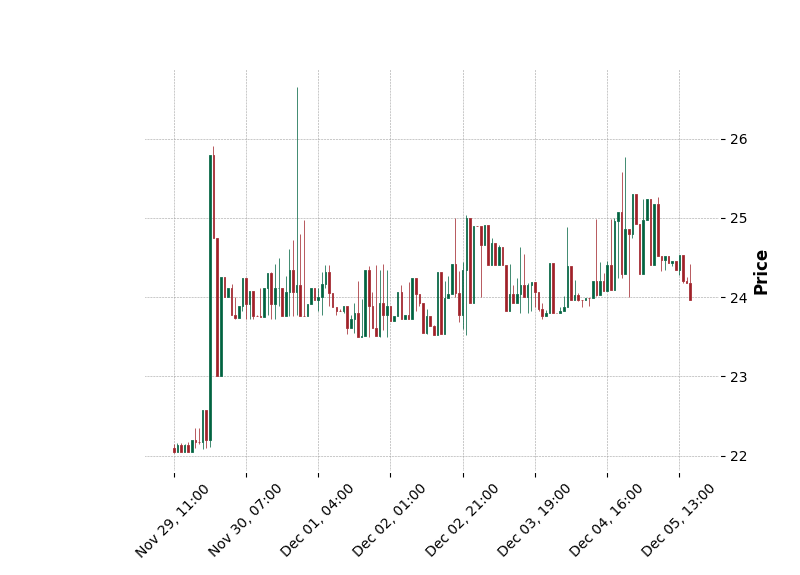 26
25
24
23
22
Price
Nov 29, 11:00
Nov 30, 07:00
Dec 01, 04:00
Dec 02, 01:00
Dec 02, 21:00
Dec 03, 19:00
Dec 04, 16:00
Dec 05, 13:00